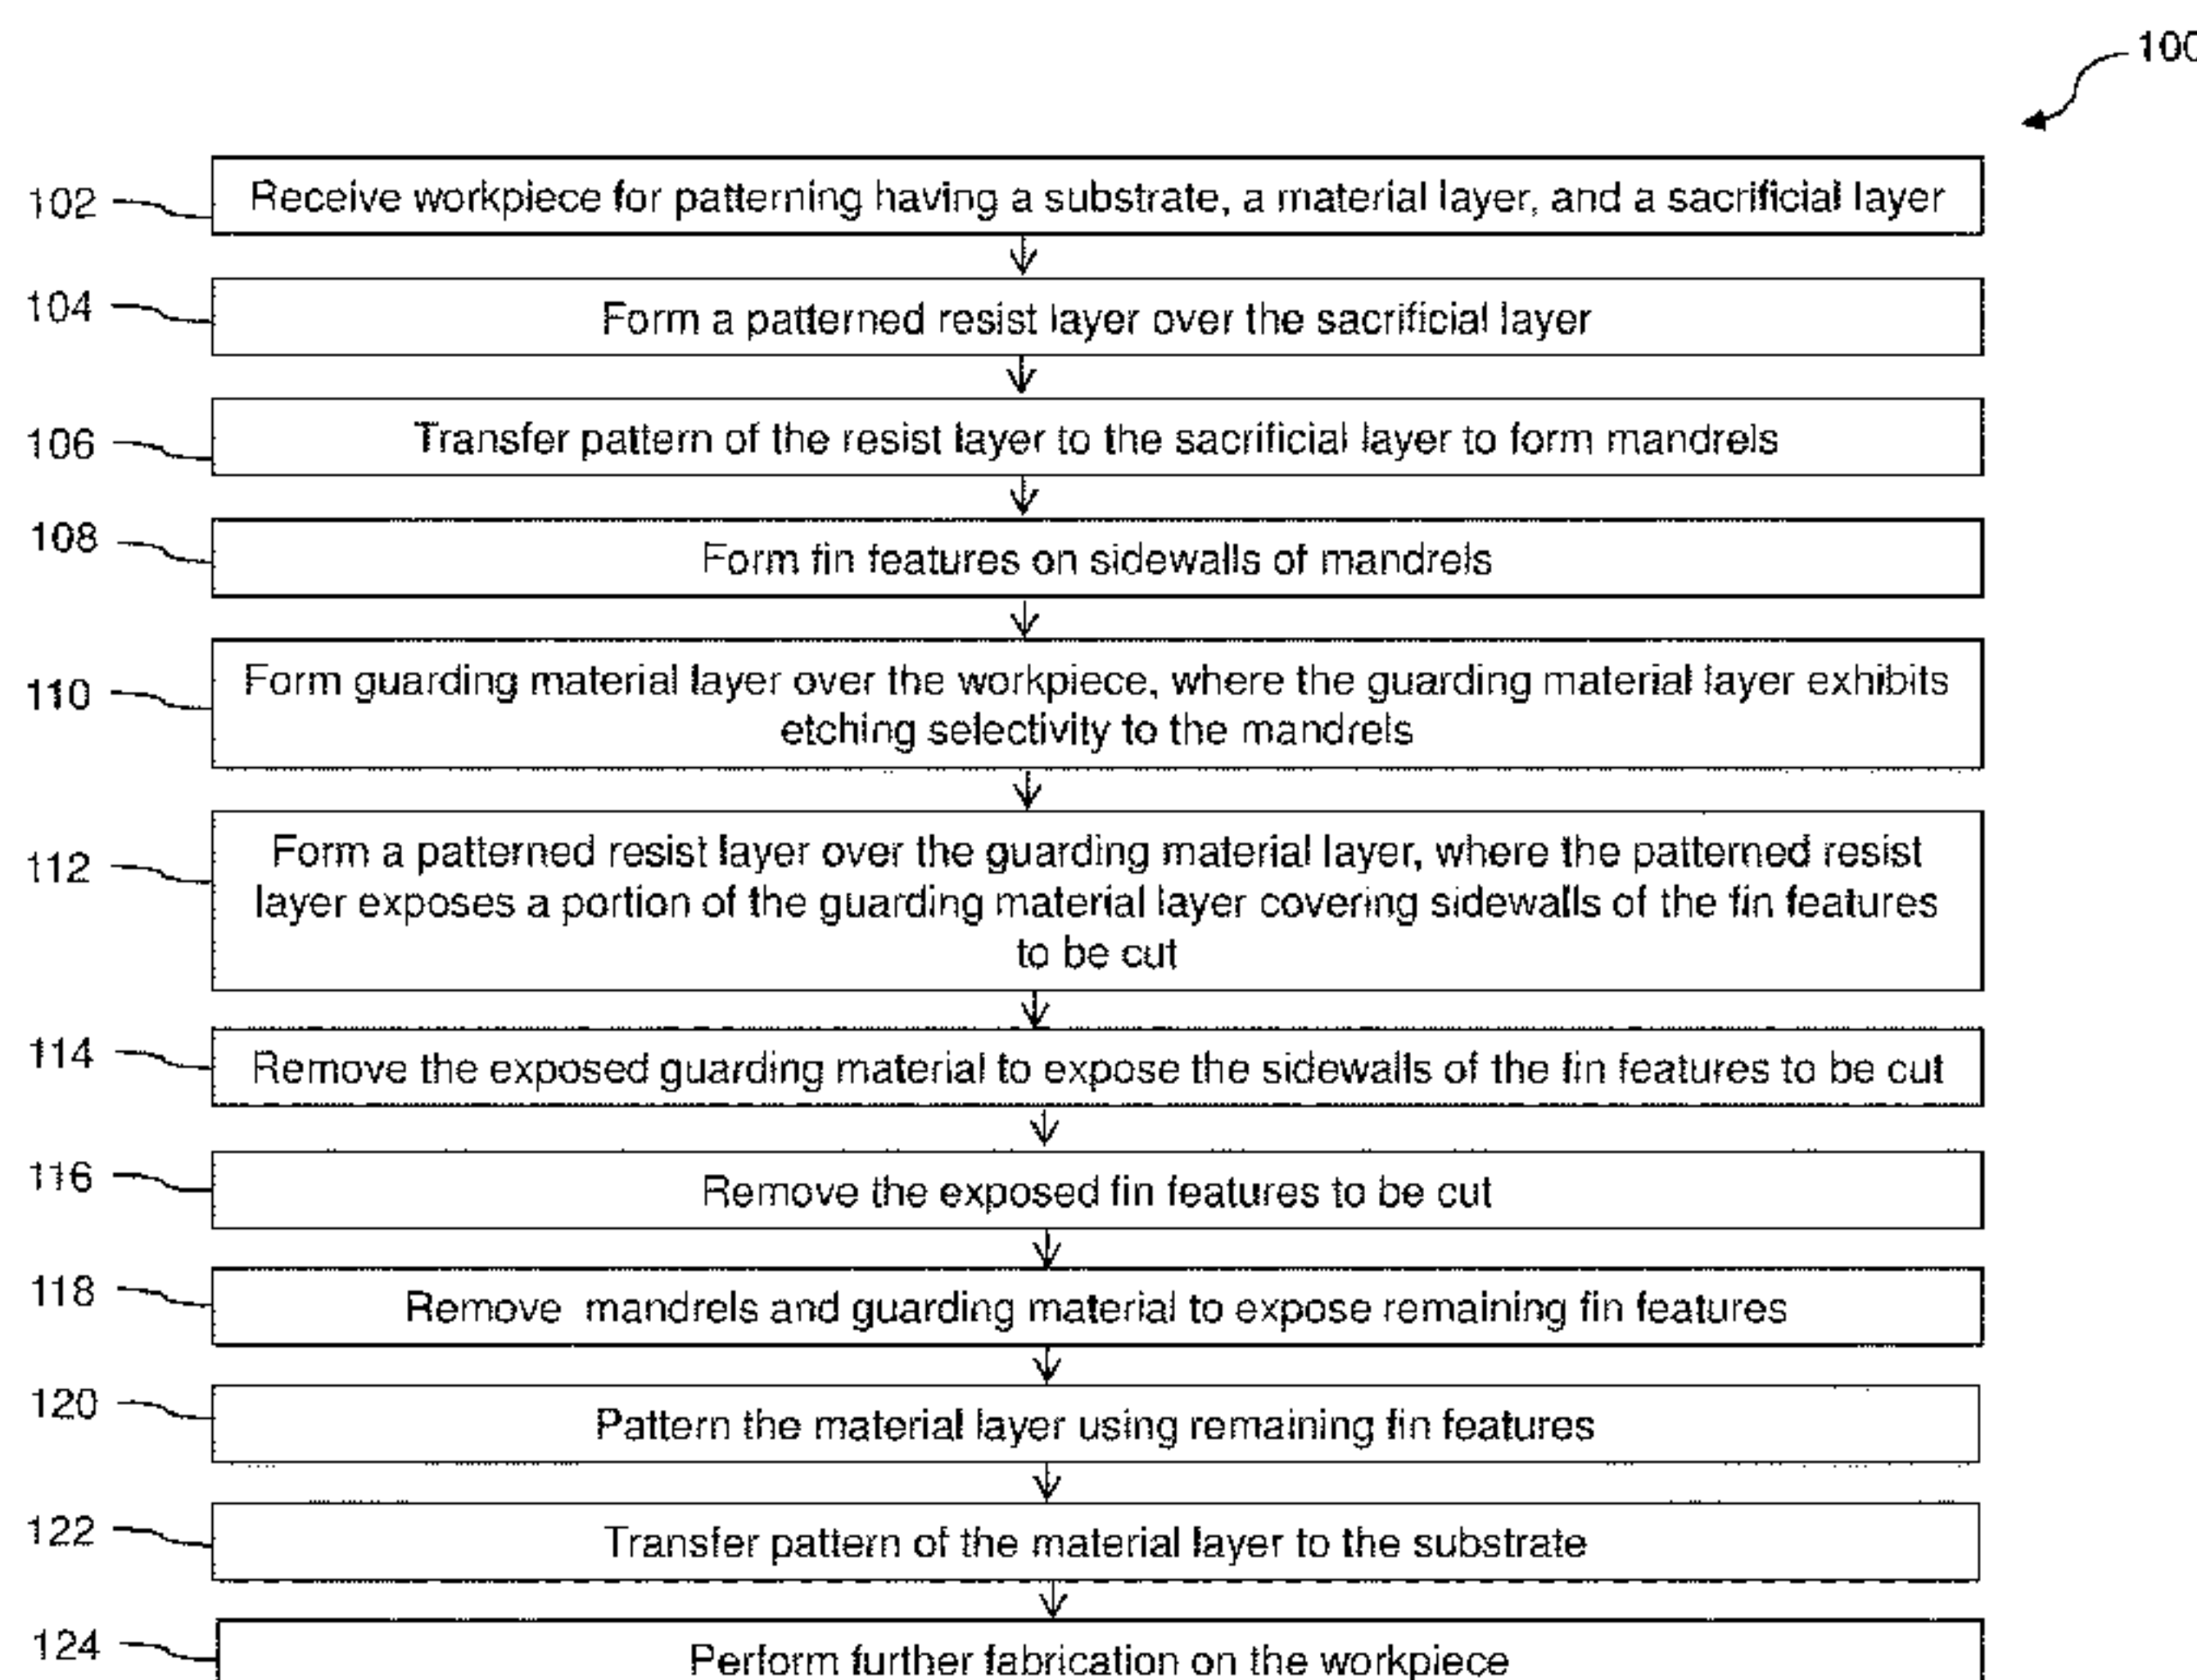 100
102
Receive workpiece for patterning having a substrate, a material layer, and a sacrificial layer
104
Form a patterned resist layer over the sacrificial layer
106
Transfer pattern of the resist layer to the sacrificial layer to form mandrels
108
Form fin features on sidewalls of mandrels
110
Form guarding material layer over the workpiece, where the guarding material layer exhibits
etching selectivity to the mandrels
112
Form a patterned resist layer over the guarding material layer, where the patterned resist
layer exposes a portion of the guarding material layer covering sidewalls of the fin features
to be cut
114
Remove the exposed guarding material to expose the sidewalls of the fin features to be cut
116
Remove the exposed fin features to be cut
118
Remove mandrels and guarding material to expose remaining fin features
120
Pattern the material layer using remaining fin features
122
Transfer pattern of the material layer to the substrate
124
Perform further fabrication on the workpiece